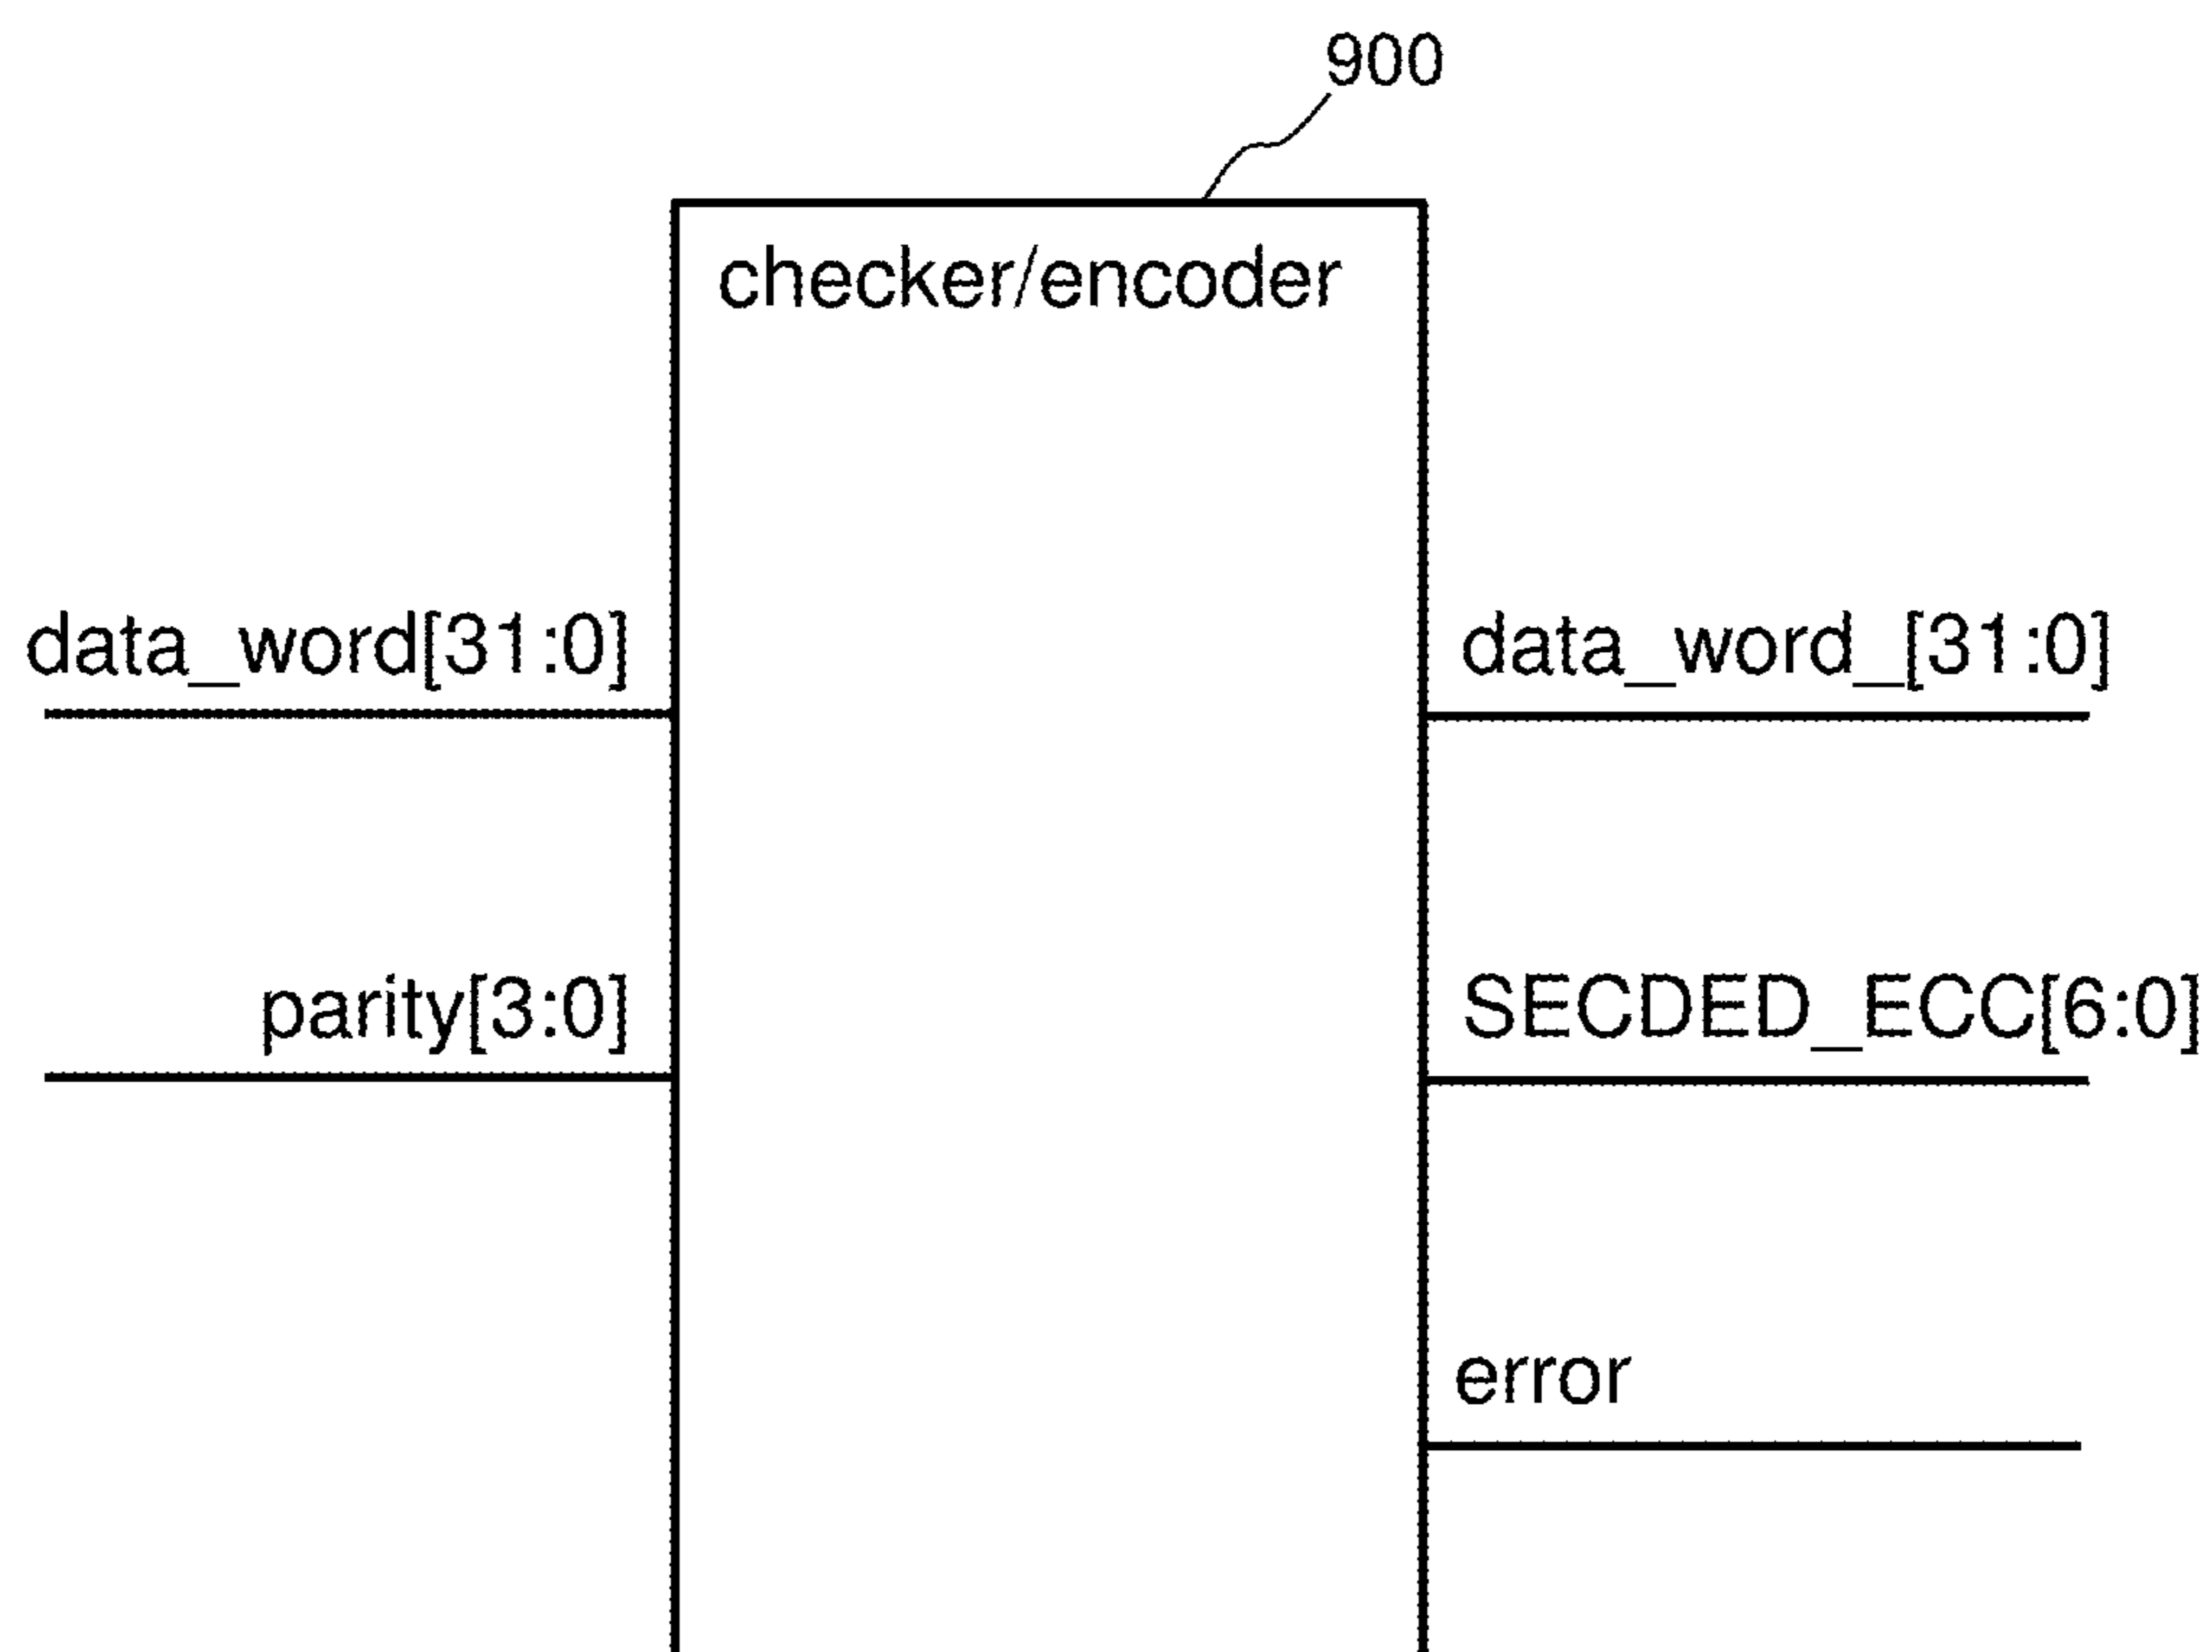 900
checker/encoder
data_word[31:0]
data_word_[31:0]
parity[3:0]
SECDED_ECC[6:0]
error